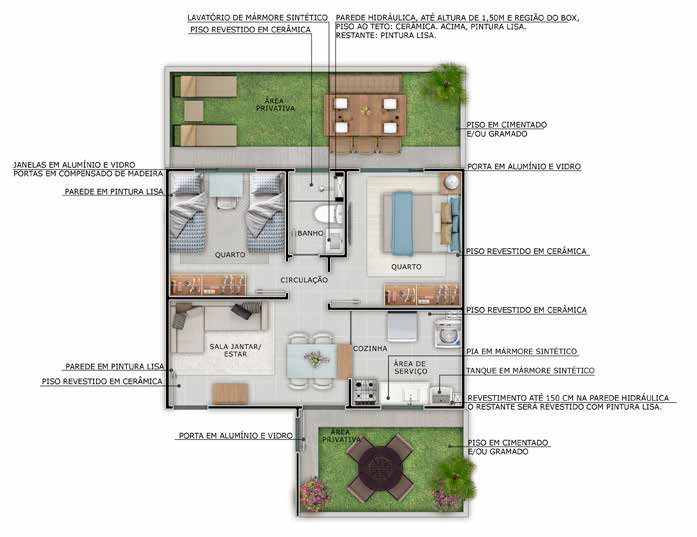 LAVATÓRIO DE MÁRMORE SINTÉTICO
PISO REVESTIDO EM CERÂMICA
PAREDE HIDRÁULICA, ATÉ ALTURA DE 1,50M E REGIÃO DO BOX,
PISO AO TETO: CERÂMICA. ACIMA, PINTURA LISA.
RESTANTE: PINTURA LISA.
ÁREA
PRIVATIVA
PISO EM CIMENTADO
E/OU GRAMADO
JANELAS EM ALUMÍNIO E VIDRO
PORTAS EM COMPENSADO DE MADEIRA
PORTA EM ALUMÍNIO E VIDRO
PAREDE EM PINTURA LISA
BANHO
QUARTO
PISO REVESTIDO EM CERÂMICA
QUARTO
CIRCULAÇÃO
PISO REVESTIDO EM CERÂMICA
SALA JANTAR/
ESTAR
COZINHA
PIA EM MÁRMORE SINTÉTICO
PAREDE EM PINTURA LISA
ÁREA DE
SERVIÇO
TANQUE EM MÁRMORE SINTÉTICO
PISO REVESTIDO EM CERÂMICA
REVESTIMENTO ATÉ 150 CM NA PAREDE HIDRÁULICA
O RESTANTE SERÁ REVESTIDO COM PINTURA LISA.
PORTA EM ALUMÍNIO E VIDRO
ÁREA
PRIVATIVA
PISO EM CIMENTADO
E/OU GRAMADO